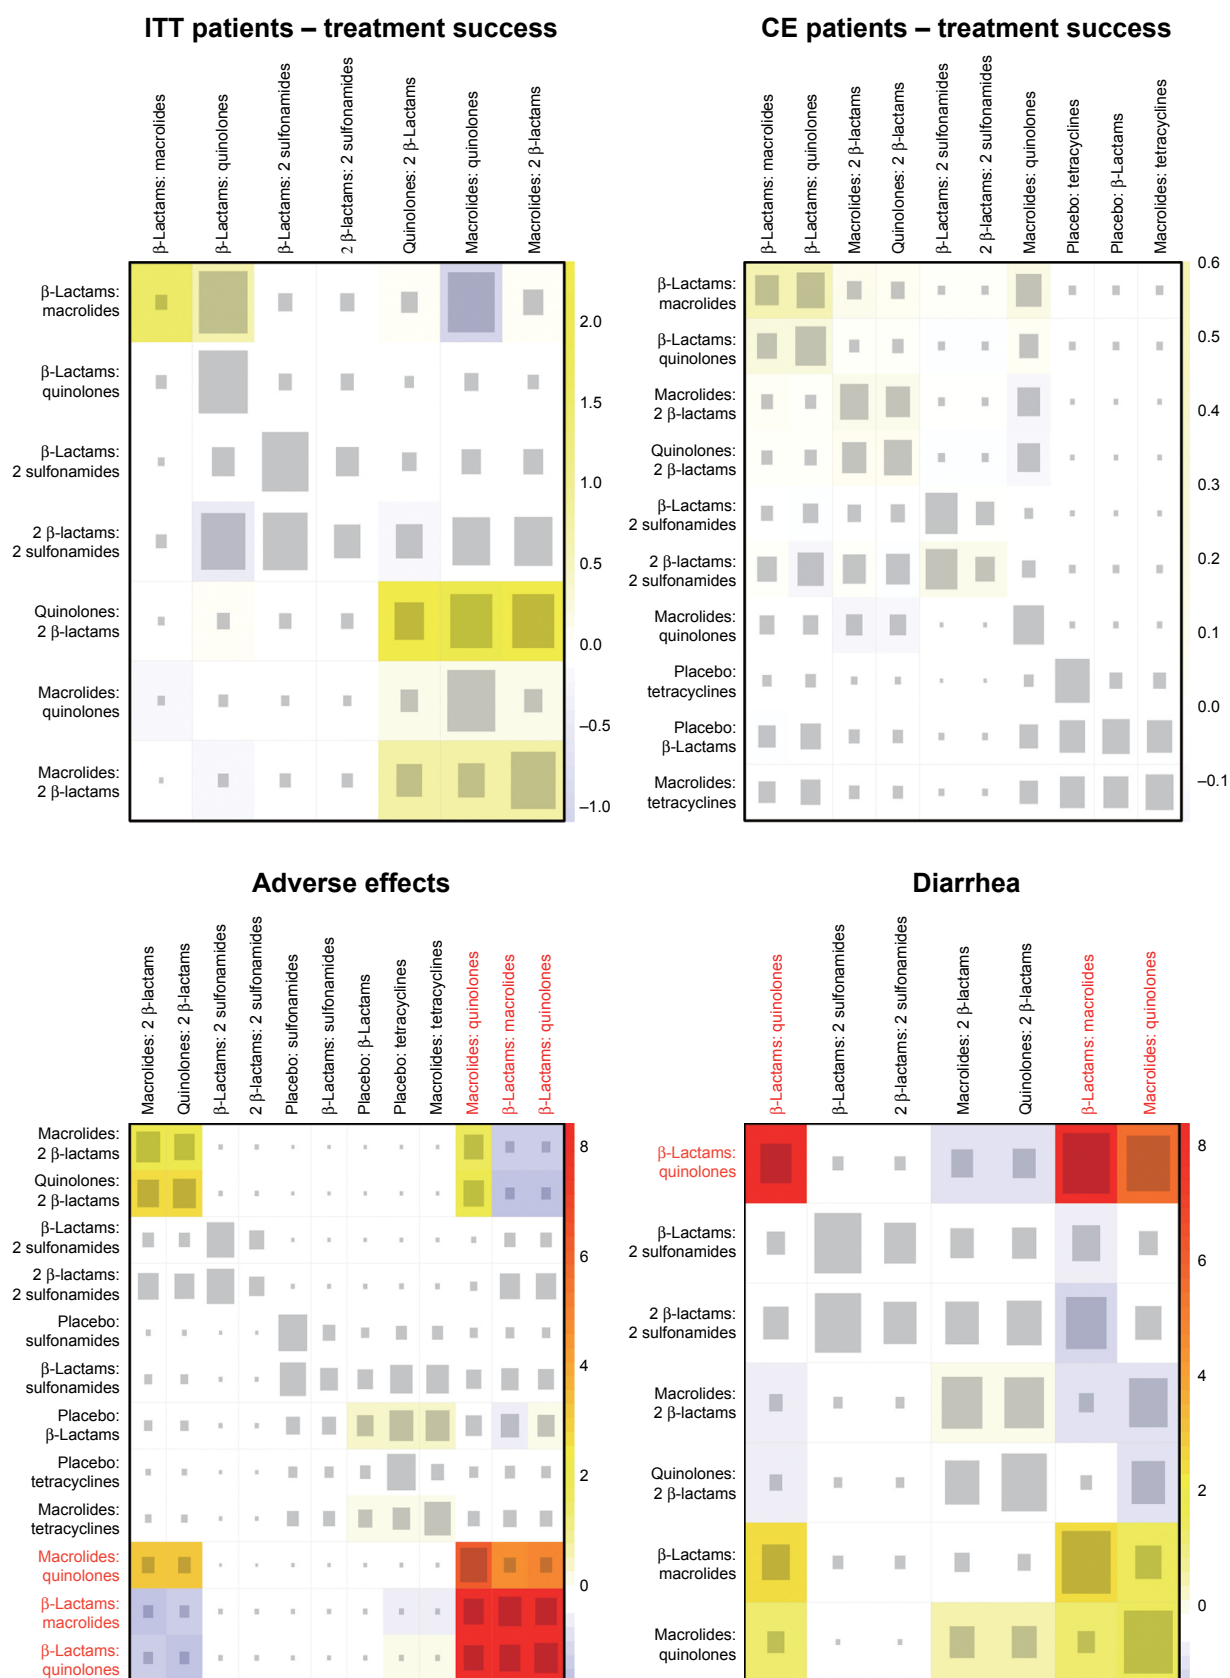 ITT patients – treatment success
β-Lactams: macrolides
β-Lactams: quinolones
β-Lactams: 2 sulfonamides
2 β-lactams: 2 sulfonamides
Quinolones: 2 β-Lactams
Macrolides: quinolones
Macrolides: 2 β-lactams
β-Lactams:
macrolides
β-Lactams:
quinolones
β-Lactams:
2 sulfonamides
2 β-lactams:
2 sulfonamides
Quinolones:
2 β-lactams
Macrolides:
quinolones
Macrolides:
2 β-lactams
2.0
1.5
1.0
0.5
0.0
–0.5
–1.0
CE patients – treatment success
β-Lactams: macrolides
β-Lactams: quinolones
Macrolides: 2 β-Lactams
Quinolones: 2 β-lactams
β-Lactams: 2 sulfonamides
2 β-lactams: 2 sulfonamides
Macrolides: quinolones
Placebo: tetracyclines
Placebo: β-Lactams
Macrolides: tetracyclines
β-Lactams:
macrolides
β-Lactams:
quinolones
Macrolides:
2 β-lactams
Quinolones:
2 β-lactams
β-Lactams:
2 sulfonamides
2 β-lactams:
2 sulfonamides
Macrolides:
quinolones
Placebo:
tetracyclines
Placebo:
β-Lactams
Macrolides:
tetracyclines
0.6
0.5
0.4
0.3
0.2
0.1
0.0
–0.1
Adverse effects
Macrolides: 2 β-lactams
Quinolones: 2 β-lactams
β-Lactams: 2 sulfonamides
2 β-lactams: 2 sulfonamides
Placebo: sulfonamides
β-Lactams: sulfonamides
Placebo: β-Lactams
Placebo: tetracyclines
Macrolides: tetracyclines
Macrolides: quinolones
β-Lactams: macrolides
β-Lactams: quinolones
Macrolides:
2 β-lactams
Quinolones:
2 β-lactams
β-Lactams:
2 sulfonamides
2 β-lactams:
2 sulfonamides
Placebo:
sulfonamides
β-Lactams:
sulfonamides
Placebo:
β-Lactams
Placebo:
tetracyclines
Macrolides:
tetracyclines
Macrolides:
quinolones
β-Lactams:
macrolides
β-Lactams:
quinolones
8
6
4
2
0
Diarrhea
β-Lactams: quinolones
β-Lactams: 2 sulfonamides
2 β-lactams: 2 sulfonamides
Macrolides: 2 β-lactams
Quinolones: 2 β-lactams
β-Lactams: macrolides
Macrolides: quinolones
β-Lactams:
quinolones
β-Lactams:
2 sulfonamides
2 β-lactams:
2 sulfonamides
Macrolides:
2 β-lactams
Quinolones:
2 β-lactams
β-Lactams:
macrolides
Macrolides:
quinolones
8
6
4
2
0